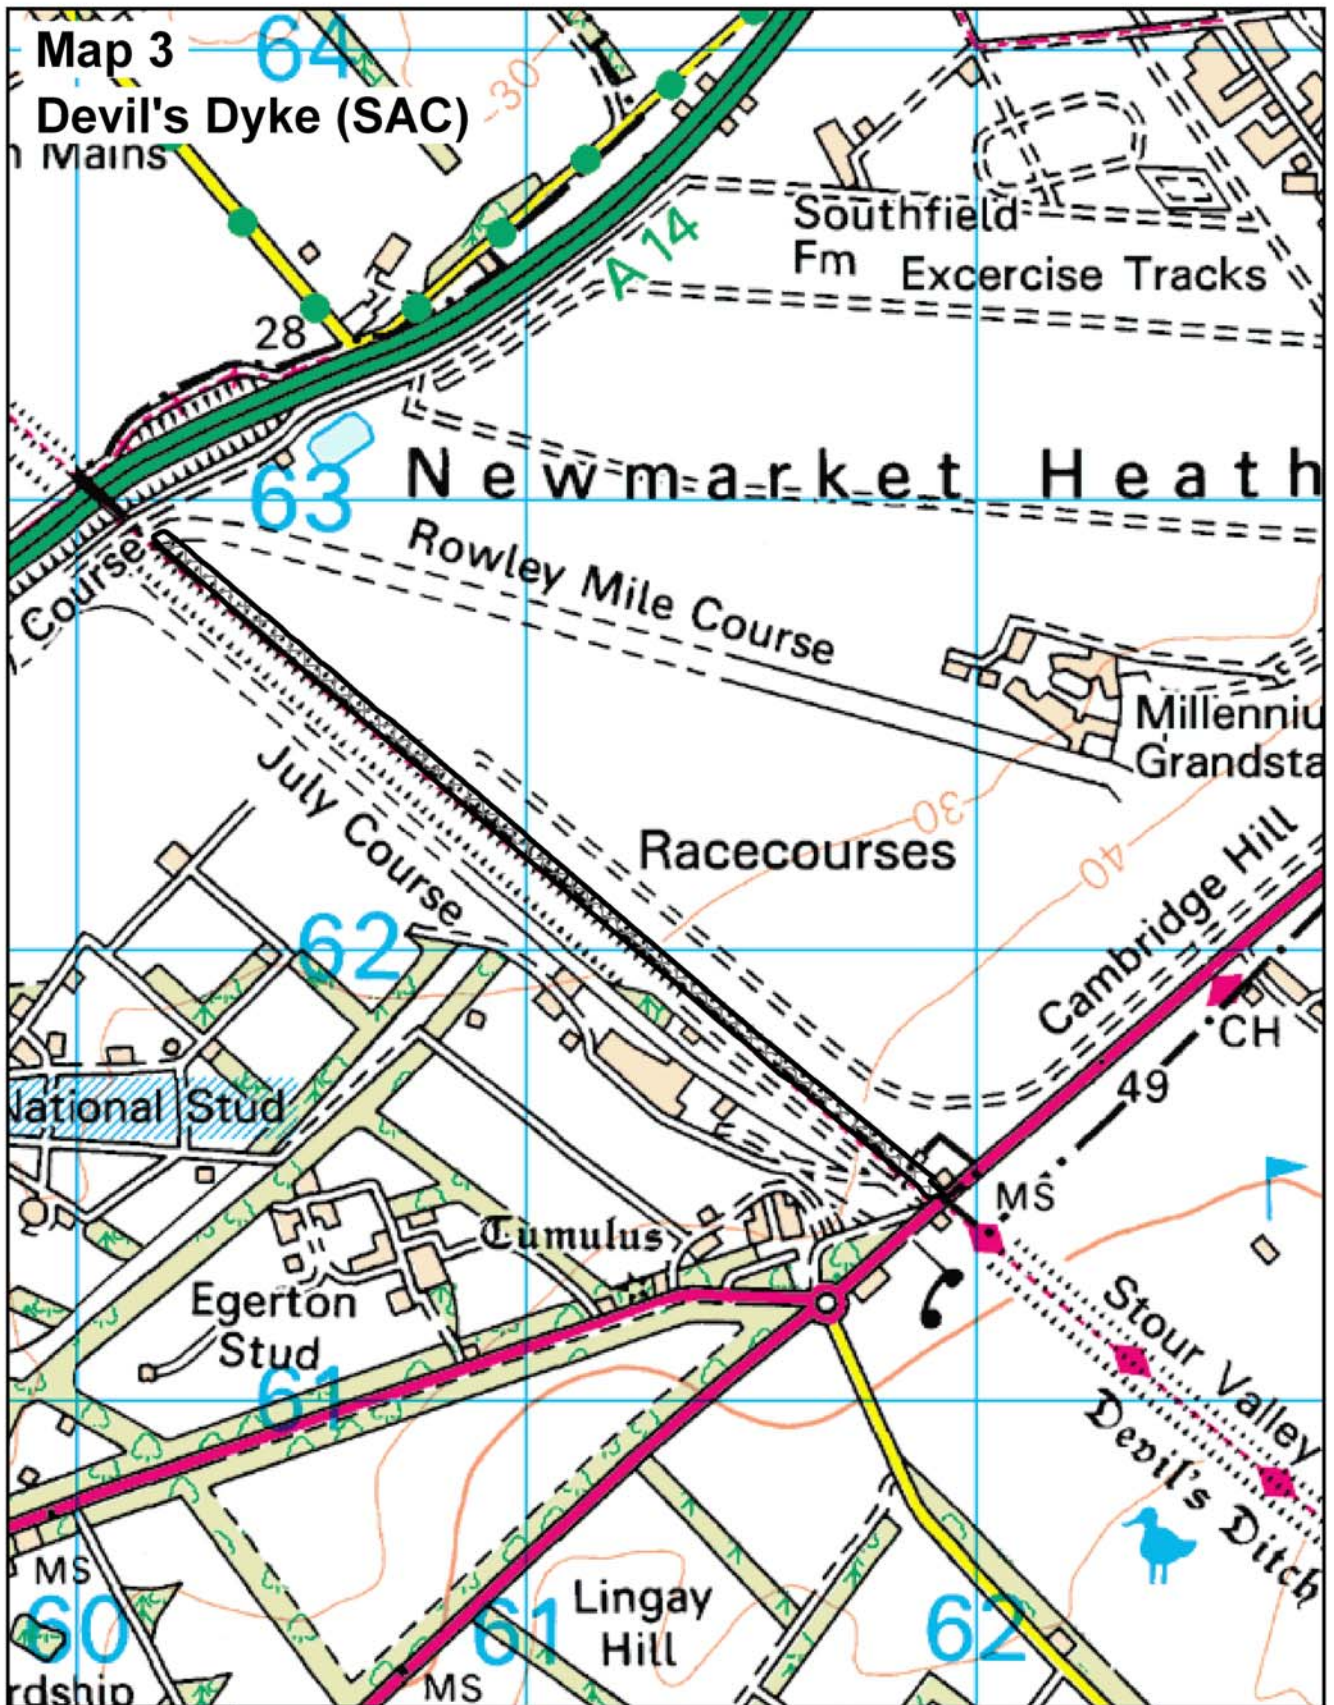 Map 3
64
30
Devil's Dyke (SAC)
n Mains
Southfield
Fm
A 14
Excercise Tracks
28
Newmarket Heath
63
Rowley Mile Course
Course
Millenniu
Grandsta
July Course
30
Racecourses
40
Cambridge Hill
62
CH
49
National Stud
MS
Tumulus
Egerton
Stud
Stour Valley
61
Devil's Ditch
MS
60
61
Lingay
Hill
62
rdship
MS